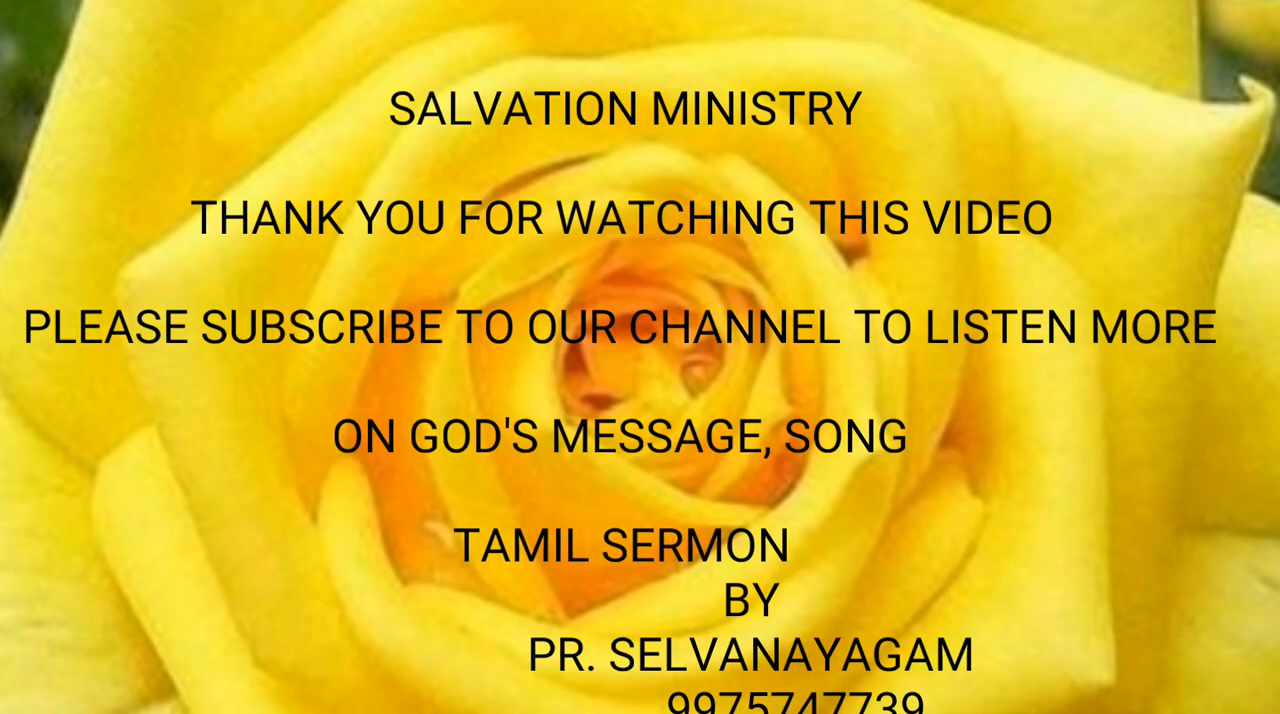 SALVATION MINISTRY
THANK YOU FOR WATCHING THIS VIDEO
PLEASE SUBSCRIBE TO OUR CHANNEL TO LISTEN MORE
ON GOD'S MESSAGE, SONG
TAMIL SERMON
BY
PR. SELVANAYAGAM
9975747739